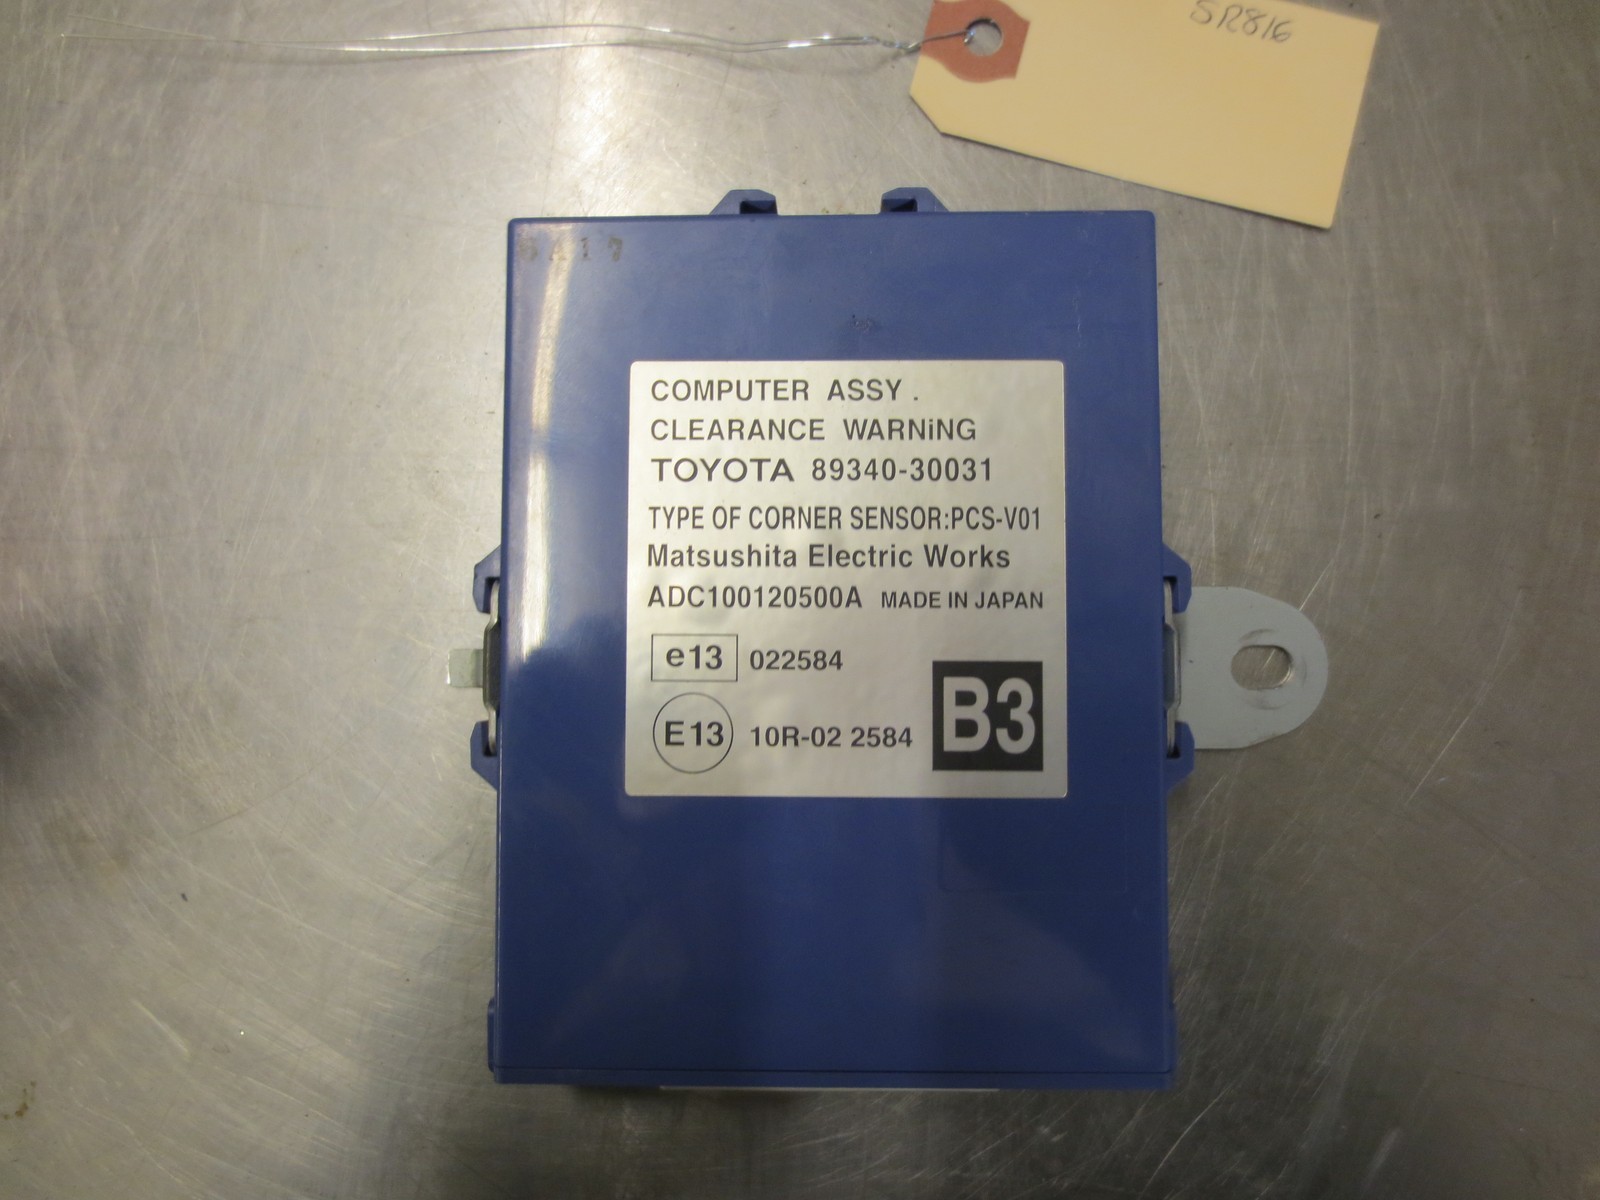 SR816
COMPUTER ASSY.
CLEARANCE WARNiNG
TOYOTA 89340-30031
TYPE OF CORNER SENSOR:PCS-V01
Matsushita Electric Works
ADC100120500A MADE IN JAPAN
e13 022584
E13 10R-02 2584
B3